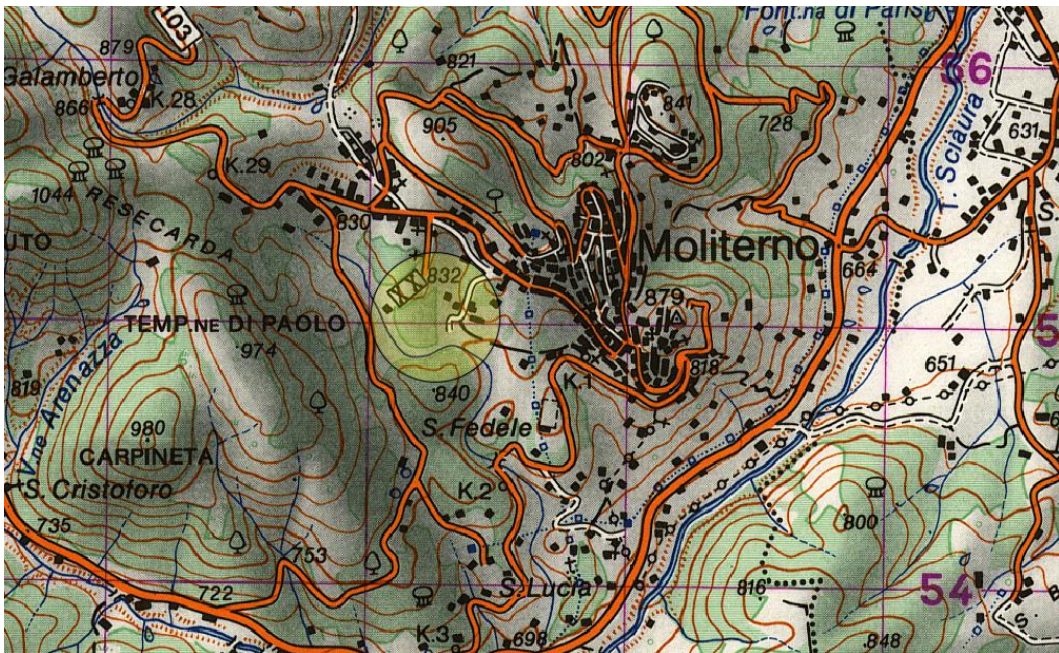 103
Font.na di Parisi
879
821
56
Galamberto
866
K.28
841
905
728
631
T. Sciaura
802
K.29
1044
RESECARDA
830
UTO
Moliterno
832
664
879
TEMP.NE DI PAOLO
974
5
819
V.ne Arenazza
818
651
K.1
840
980
S. Fedele
CARPINETA
S. Cristoforo
K.2
800
735
753
722
816
54
S. Lucia
K.3
698
848
S.
S